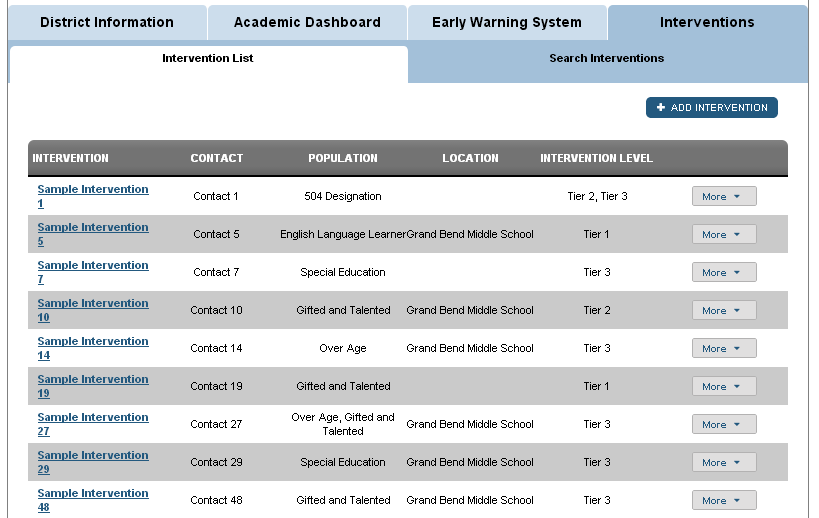 District Information Academic Dashboard Early Warning System Interventions
Intervention List Search Interventions
+ ADD INTERVENTION
INTERVENTION CONTACT POPULATION LOCATION INTERVENTION LEVEL
Sample Intervention 
1 Contact 1 504 Designation Tier 2, Tier 3 More
Sample Intervention
5 Contact 5 English Language Learner Grand Bend Middle School Tier 1 More
Sample Intervention
7 Contact 7 Special Education Tier 3 More
Sample Intervention
10 Contact 10 Gifted and Talented Grand Bend Middle School Tier 2 More
Sample Intervention
14 Contact 14 Over Age Grand Bend Middle School Tier 3 More
Sample Intervention
19 Contact 19 Gifted and Talented Tier 1 More
Sample Intervention Over Age, Gifted and
27 Contact 27 Talented Grand Bend Middle School Tier 3 More
Sample Intervention
29 Contact 29 Special Education Grand Bend Middle School Tier 3 More
Sample Intervention
48 Contact 48 Gifted and Talented Grand Bend Middle School Tier 3 More